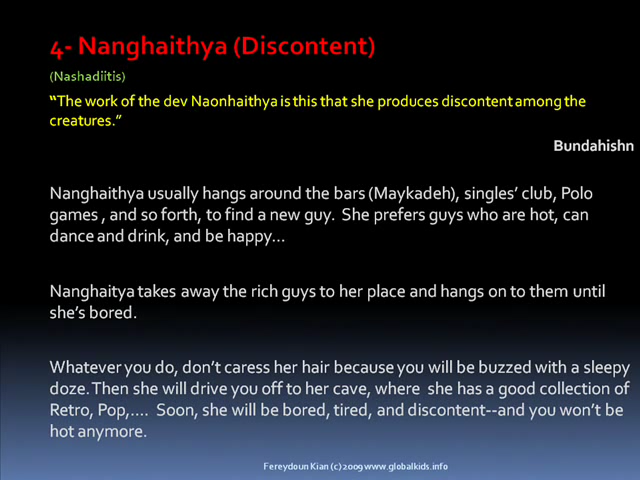 4- Nanghaithya (Discontent)
(Nashadiitis)
“The work of the dev Naonhaithya is this that she produces discontent among the
creatures.”
Bundahishn
Nanghaithya usually hangs around the bars (Maykadeh), singles’ club, Polo
games , and so forth, to find a new guy. She prefers guys who are hot, can
dance and drink, and be happy...
Nanghaitya takes away the rich guys to her place and hangs on to them until
she’s bored.
Whatever you do, don’t caress her hair because you will be buzzed with a sleepy
doze. Then she will drive you off to her cave, where she has a good collection of
Retro, Pop,.... Soon, she will be bored, tired, and discontent--and you won’t be
hot anymore.
Fereydoun Kian (c) 2009 www.globalkids.info